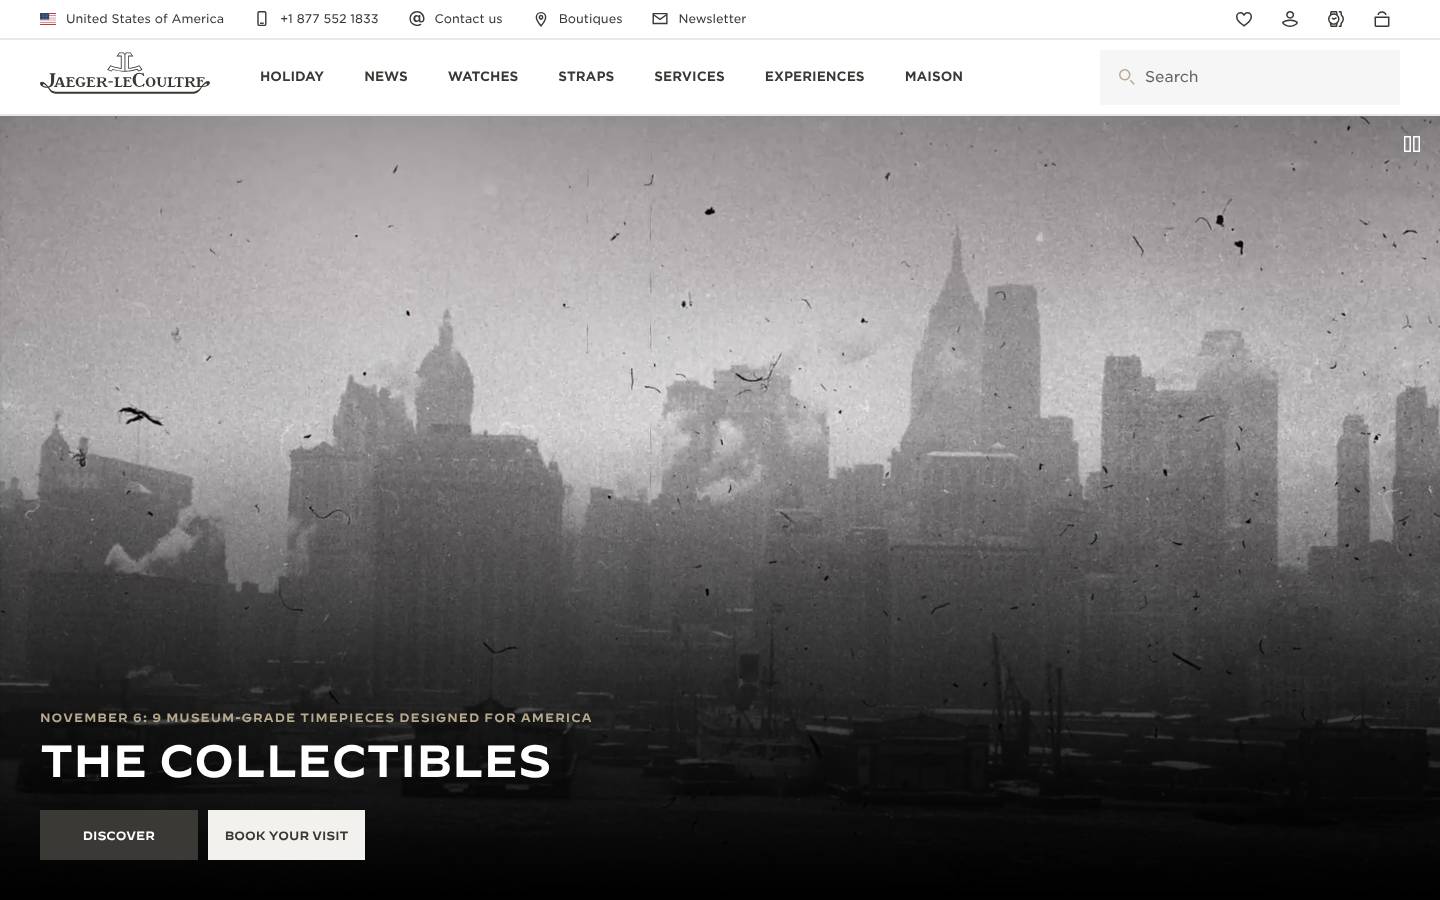 United States of America
+1 877 552 1833
Contact us
Boutiques
Newsletter
JAEGER-LECOULTRE
HOLIDAY
NEWS
WATCHES
STRAPS
SERVICES
EXPERIENCES
MAISON
Search
NOVEMBER 6: 9 MUSEUM-GRADE TIMEPIECES DESIGNED FOR AMERICA
THE COLLECTIBLES
DISCOVER
BOOK YOUR VISIT